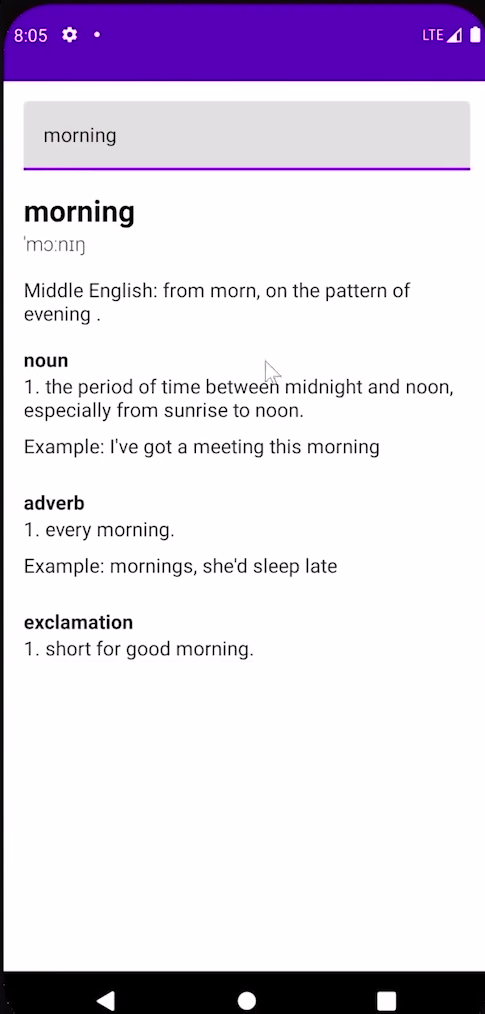 8:05 LTE
morning
morning
ˈmɔːnɪŋ
Middle English: from morn, on the pattern of
evening .
noun
1. the period of time between midnight and noon,
especially from sunrise to noon.
Example: I've got a meeting this morning
adverb
1. every morning.
Example: mornings, she'd sleep late
exclamation
1. short for good morning.